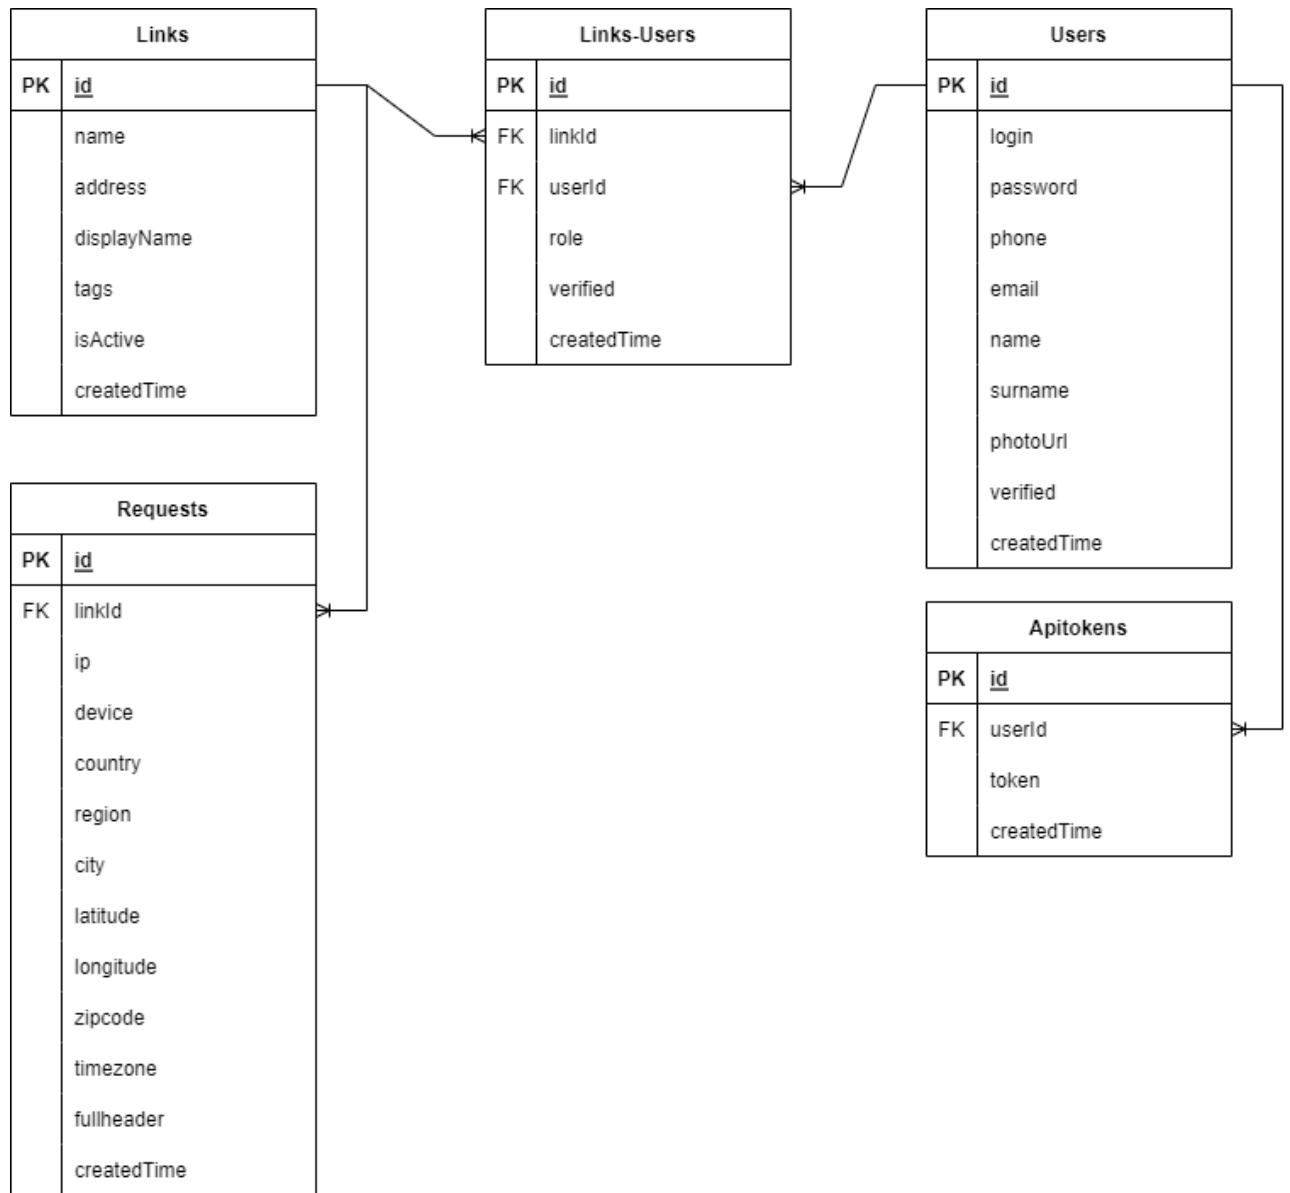 Links
PK id
name
address
displayName
tags
isActive
createdTime
Links-Users
PK id
FK linkId
FK userId
role
verified
createdTime
Users
PK id
login
password
phone
email
name
surname
photoUrl
verified
createdTime
Requests
PK id
FK linkId
ip
device
country
region
city
latitude
longitude
zipcode
timezone
fullheader
createdTime
Apitokens
PK id
FK userId
token
createdTime